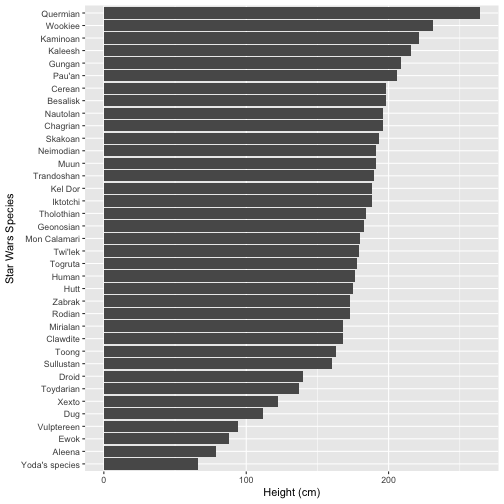 Quermian
Wookiee
Kaminoan
Kaleesh
Gungan
Pau'an
Cerean
Besalisk
Nautolan
Chagrian
Skakoan
Neimodian
Muun
Trandoshan
Kel Dor
Iktotchi
Tholothian
Geonosian
Mon Calamari
Twi'lek
Togruta
Human
Hutt
Zabrak
Rodian
Mirialan
Clawdite
Toong
Sullustan
Droid
Toydarian
Xexto
Dug
Vulptereen
Ewok
Aleena
Yoda's species
Star Wars Species
0 100 200
Height (cm)